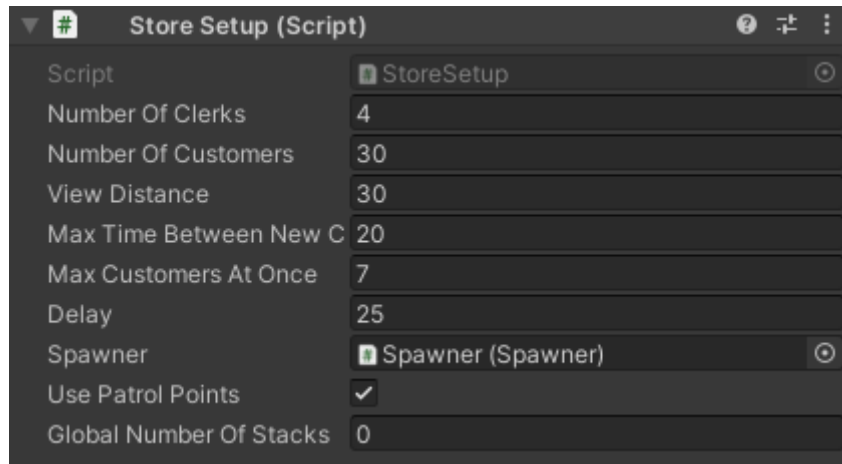 # Store Setup (Script)
Script # StoreSetup
Number Of Clerks 4
Number Of Customers 30
View Distance 30
Max Time Between New C 20
Max Customers At Once 7
Delay 25
Spawner # Spawner (Spawner)
Use Patrol Points
Global Number Of Stacks 0